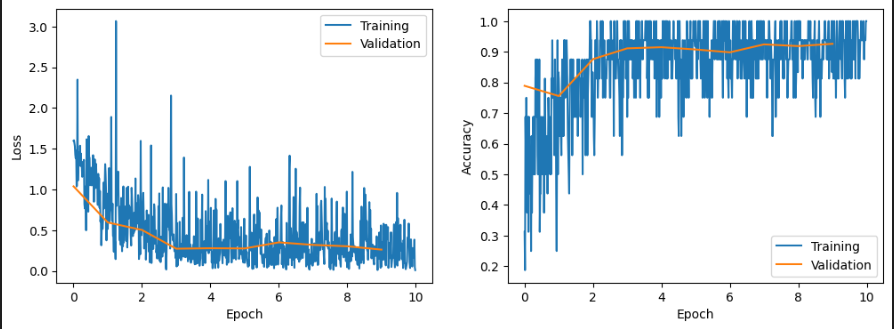 3.0
2.5
2.0
1.5
1.0
0.5
0.0
Loss
0 2 4 6 8 10
Epoch
Training
Validation
1.0
0.9
0.8
0.7
0.6
0.5
0.4
0.3
0.2
Accuracy
0 2 4 6 8 10
Epoch
Training
Validation